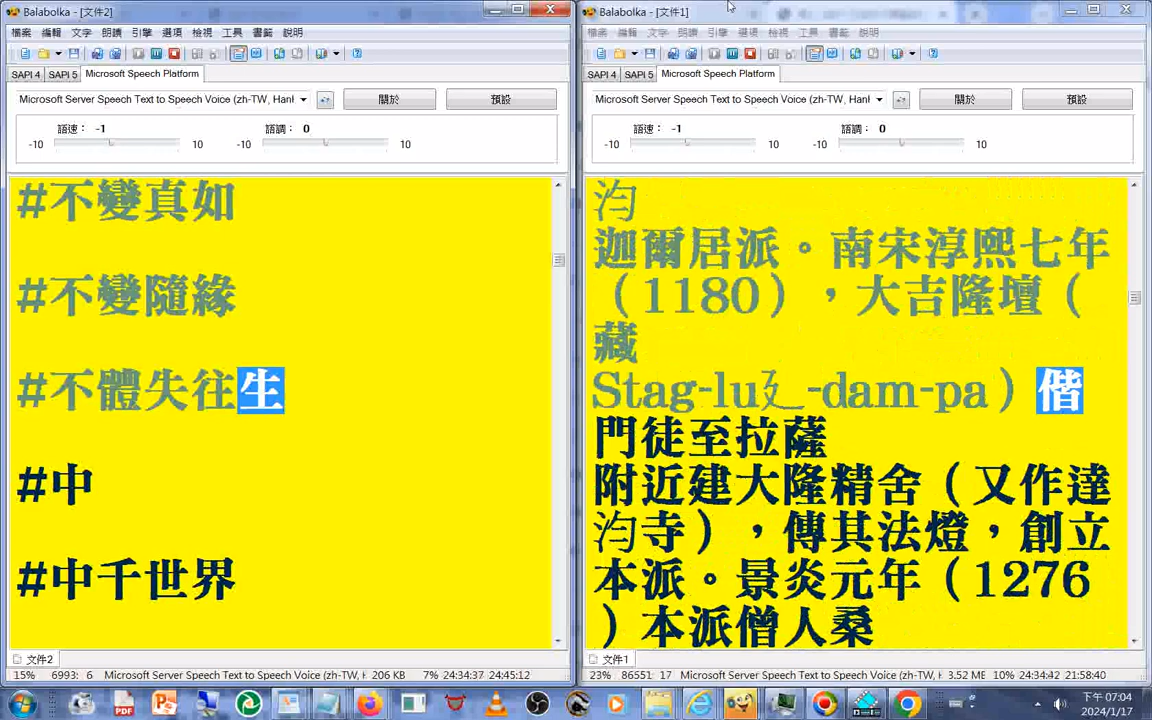 Balabolka - [文件2]
檔案 編輯 文字 朗讀 引擎 選項 檢視 工具 書籤 說明
SAPI 4 SAPI 5 Microsoft Speech Platform
Microsoft Server Speech Text to Speech Voice (zh-TW, Hanl
關於
預設
語速： -1
語調： 0
-10 10 -10 10
#不變真如
#不變隨緣
#不體失往生
#中
#中千世界
文件2
15% 6993: 6 Microsoft Server Speech Text to Speech Voice (zh-TW, H 206 KB 7% 24:34:37 24:45:12
Balabolka - [文件1]
檔案 編輯 文字 朗讀 引擎 選項 檢視 工具 書籤 說明
SAPI 4 SAPI 5 Microsoft Speech Platform
Microsoft Server Speech Text to Speech Voice (zh-TW, Hanl
關於
預設
語速： -1
語調： 0
-10 10 -10 10
迦爾居派。南宋淳熙七年
（1180），大吉隆壇（
藏
Stag-lu廴-dam-pa）偕
門徒至拉薩
附近建大隆精舍（又作達
寺），傳其法燈，創立
本派。景炎元年（1276
）本派僧人桑
文件1
23% 86551: 17 Microsoft Server Speech Text to Speech Voice (zh-TW, H 3.52 MB 10% 24:34:42 21:58:40
下午 07:04
2024/1/17